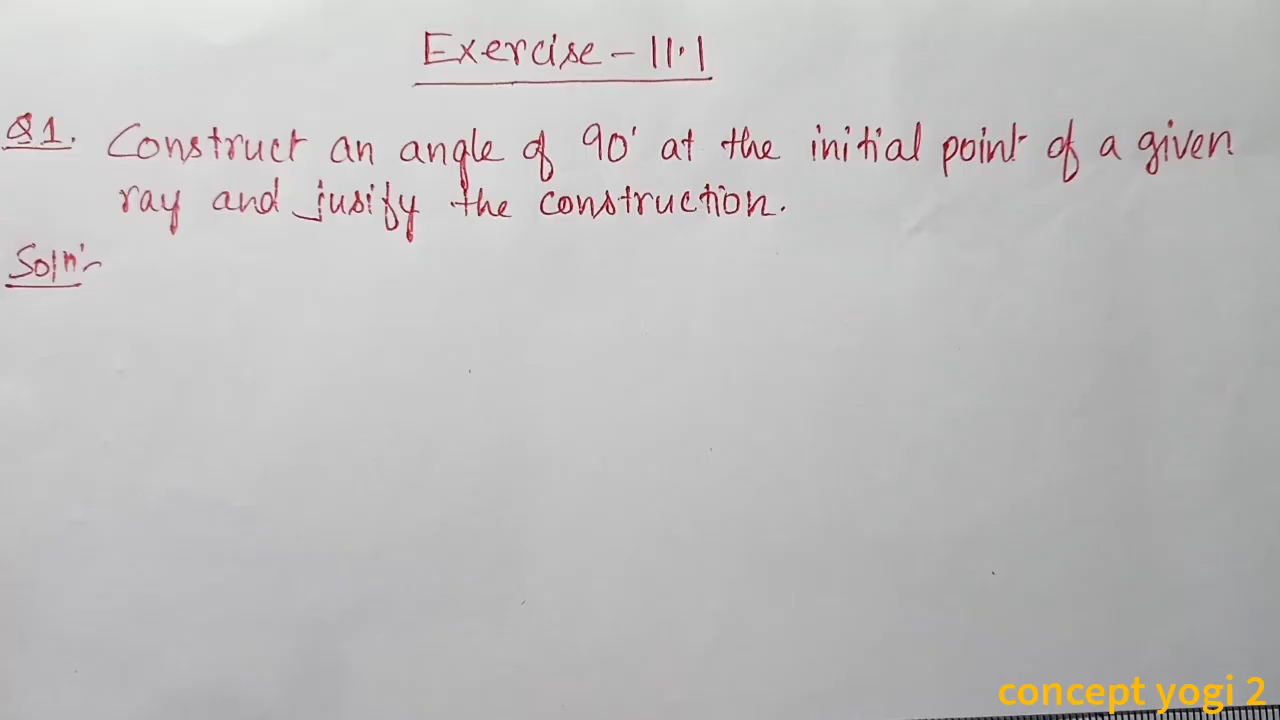 Exercise - 11.1
Q1. Construct an angle of 90° at the initial point of a given
ray and jusify the construction.
Soln:-
concept yogi 2